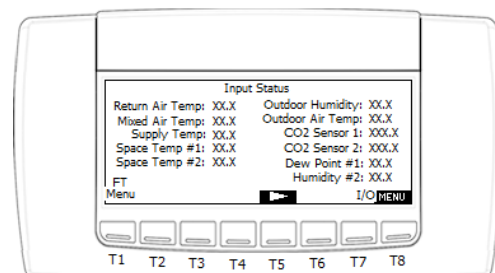 Input Status
Return Air Temp: XX.X Outdoor Humidity: XX.X
Mixed Air Temp: XX.X Outdoor Air Temp: XX.X
Supply Temp: XX.X CO2 Sensor 1: XXX.X
Space Temp #1: XX.X CO2 Sensor 2: XXX.X
Space Temp #2: XX.X Dew Point #1: XX.X
Humidity #2: XX.X
FT
Menu I/O MENU
T1 T2 T3 T4 T5 T6 T7 T8